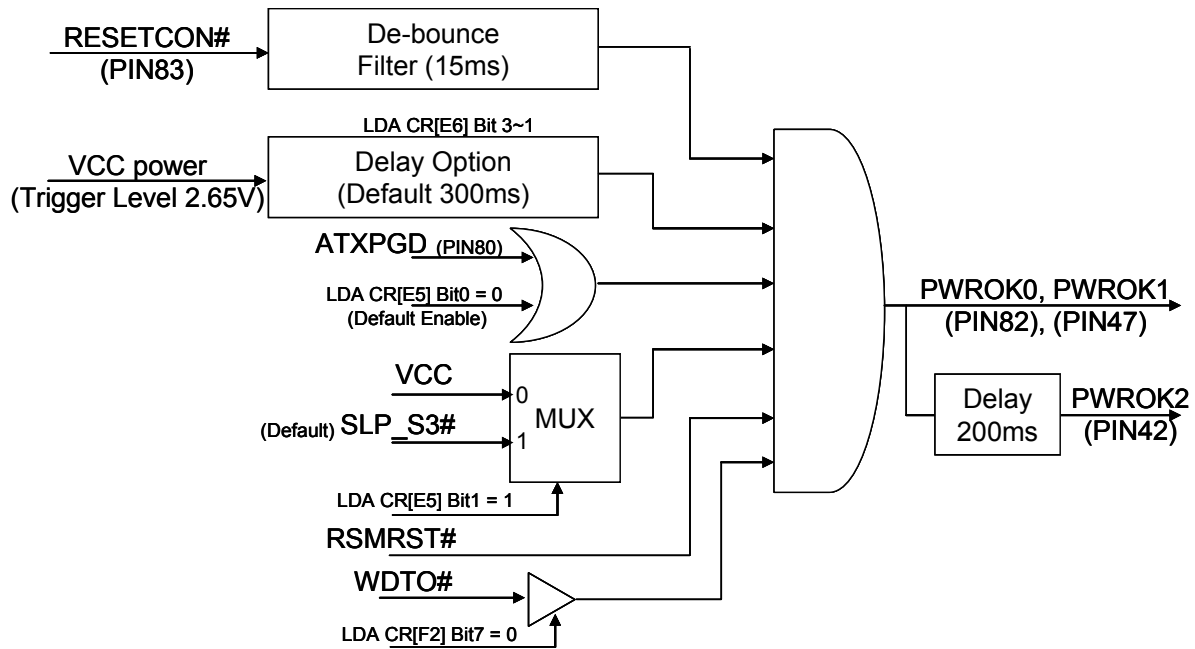 RESETCON#
(PIN83)
De-bounce
Filter (15ms)
LDA CR[E6] Bit 3~1
VCC power
(Trigger Level 2.65V)
Delay Option
(Default 300ms)
ATXPGD (PIN80)
LDA CR[E5] Bit0 = 0
(Default Enable)
VCC
0
(Default) SLP_S3#
1
MUX
LDA CR[E5] Bit1 = 1
RSMRST#
WDTO#
LDA CR[F2] Bit7 = 0
PWROK0, PWROK1
(PIN82), (PIN47)
Delay
200ms
PWROK2
(PIN42)